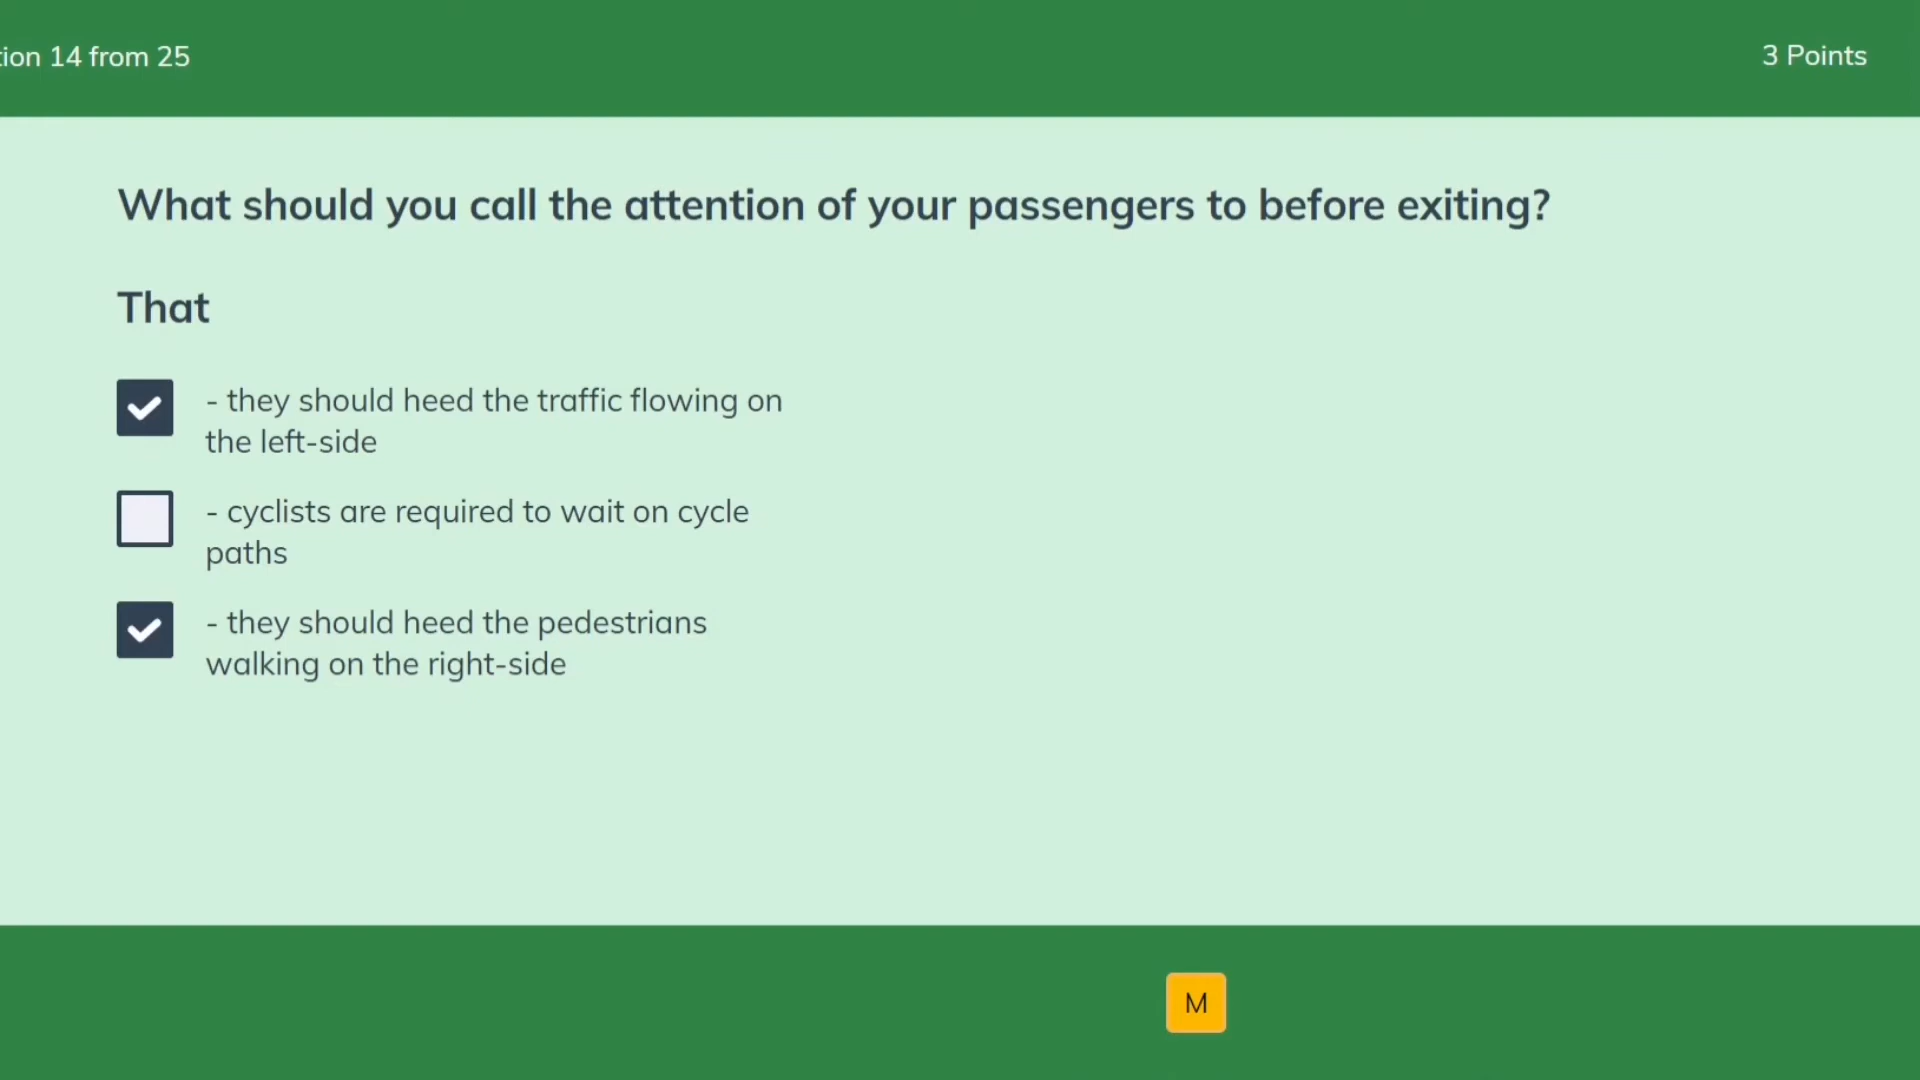 tion 14 from 25
3 Points
What should you call the attention of your passengers to before exiting?
That
- they should heed the traffic flowing on
the left-side
- cyclists are required to wait on cycle
paths
- they should heed the pedestrians
walking on the right-side
M